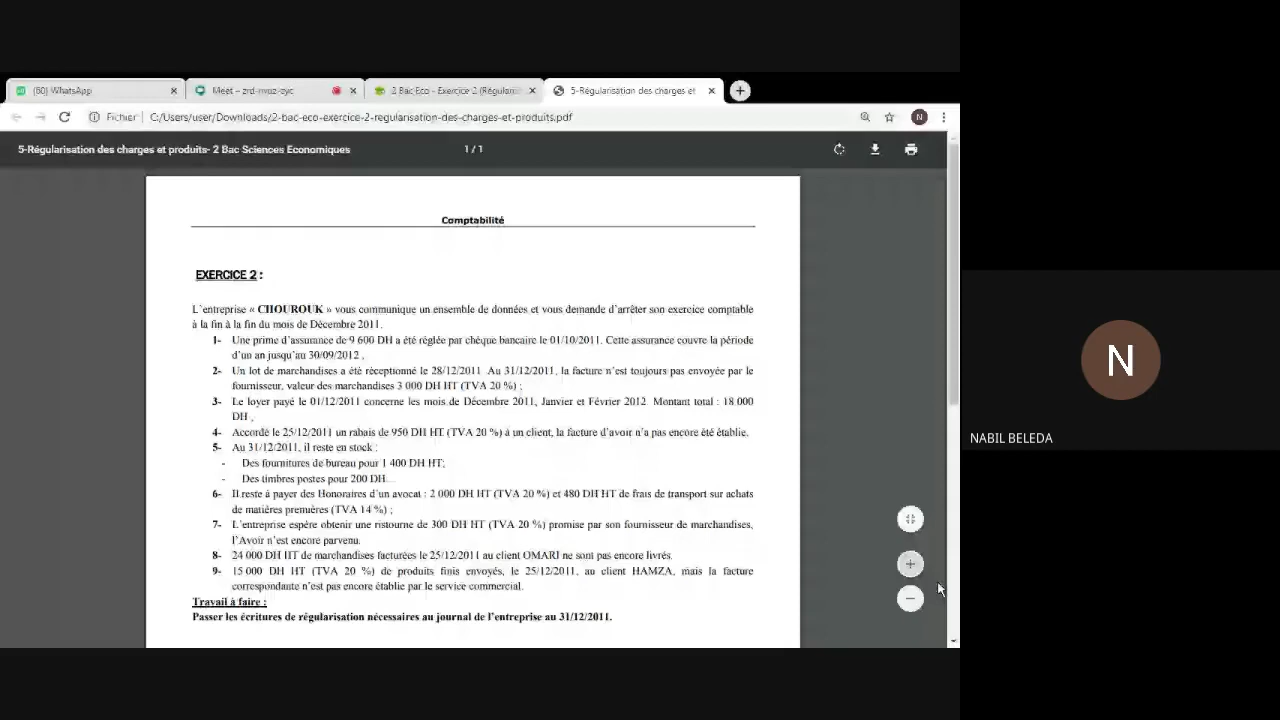 (80) WhatsApp
Meet – zrd-mvuz-zyc
2 Bac Eco – Exercice 2 (Régularis
5-Régularisation des charges et
Fichier | C:/Users/user/Downloads/2-bac-eco-exercice-2-regularisation-des-charges-et-produits.pdf
N
5-Régularisation des charges et produits- 2 Bac Sciences Economiques
1 / 1
Comptabilité
EXERCICE 2 :
L'entreprise « CHOUROUK » vous communique un ensemble de données et vous demande d'arrêter son exercice comptable
à la fin à la fin du mois de Décembre 2011.
1- Une prime d'assurance de 9 600 DH a été réglée par chèque bancaire le 01/10/2011. Cette assurance couvre la période
d'un an jusqu'au 30/09/2012 ;
2- Un lot de marchandises a été réceptionné le 28/12/2011. Au 31/12/2011, la facture n'est toujours pas envoyée par le
fournisseur, valeur des marchandises 3 000 DH HT (TVA 20 %) ;
3- Le loyer payé le 01/12/2011 concerne les mois de Décembre 2011, Janvier et Février 2012. Montant total : 18 000
DH ;
4- Accordé le 25/12/2011 un rabais de 950 DH HT (TVA 20 %) à un client, la facture d'avoir n'a pas encore été établie.
5- Au 31/12/2011, il reste en stock :
- Des fournitures de bureau pour 1 400 DH HT;
- Des timbres postes pour 200 DH.
6- Il reste à payer des Honoraires d'un avocat : 2 000 DH HT (TVA 20 %) et 480 DH HT de frais de transport sur achats
de matières premières (TVA 14 %) ;
7- L'entreprise espère obtenir une ristourne de 300 DH HT (TVA 20 %) promise par son fournisseur de marchandises,
l'Avoir n'est encore parvenu.
8- 24 000 DH HT de marchandises facturées le 25/12/2011 au client OMARI ne sont pas encore livrés.
9- 15 000 DH HT (TVA 20 %) de produits finis envoyés, le 25/12/2011, au client HAMZA, mais la facture
correspondante n'est pas encore établie par le service commercial.
Travail à faire :
Passer les écritures de régularisation nécessaires au journal de l'entreprise au 31/12/2011.
N
NABIL BELEDA